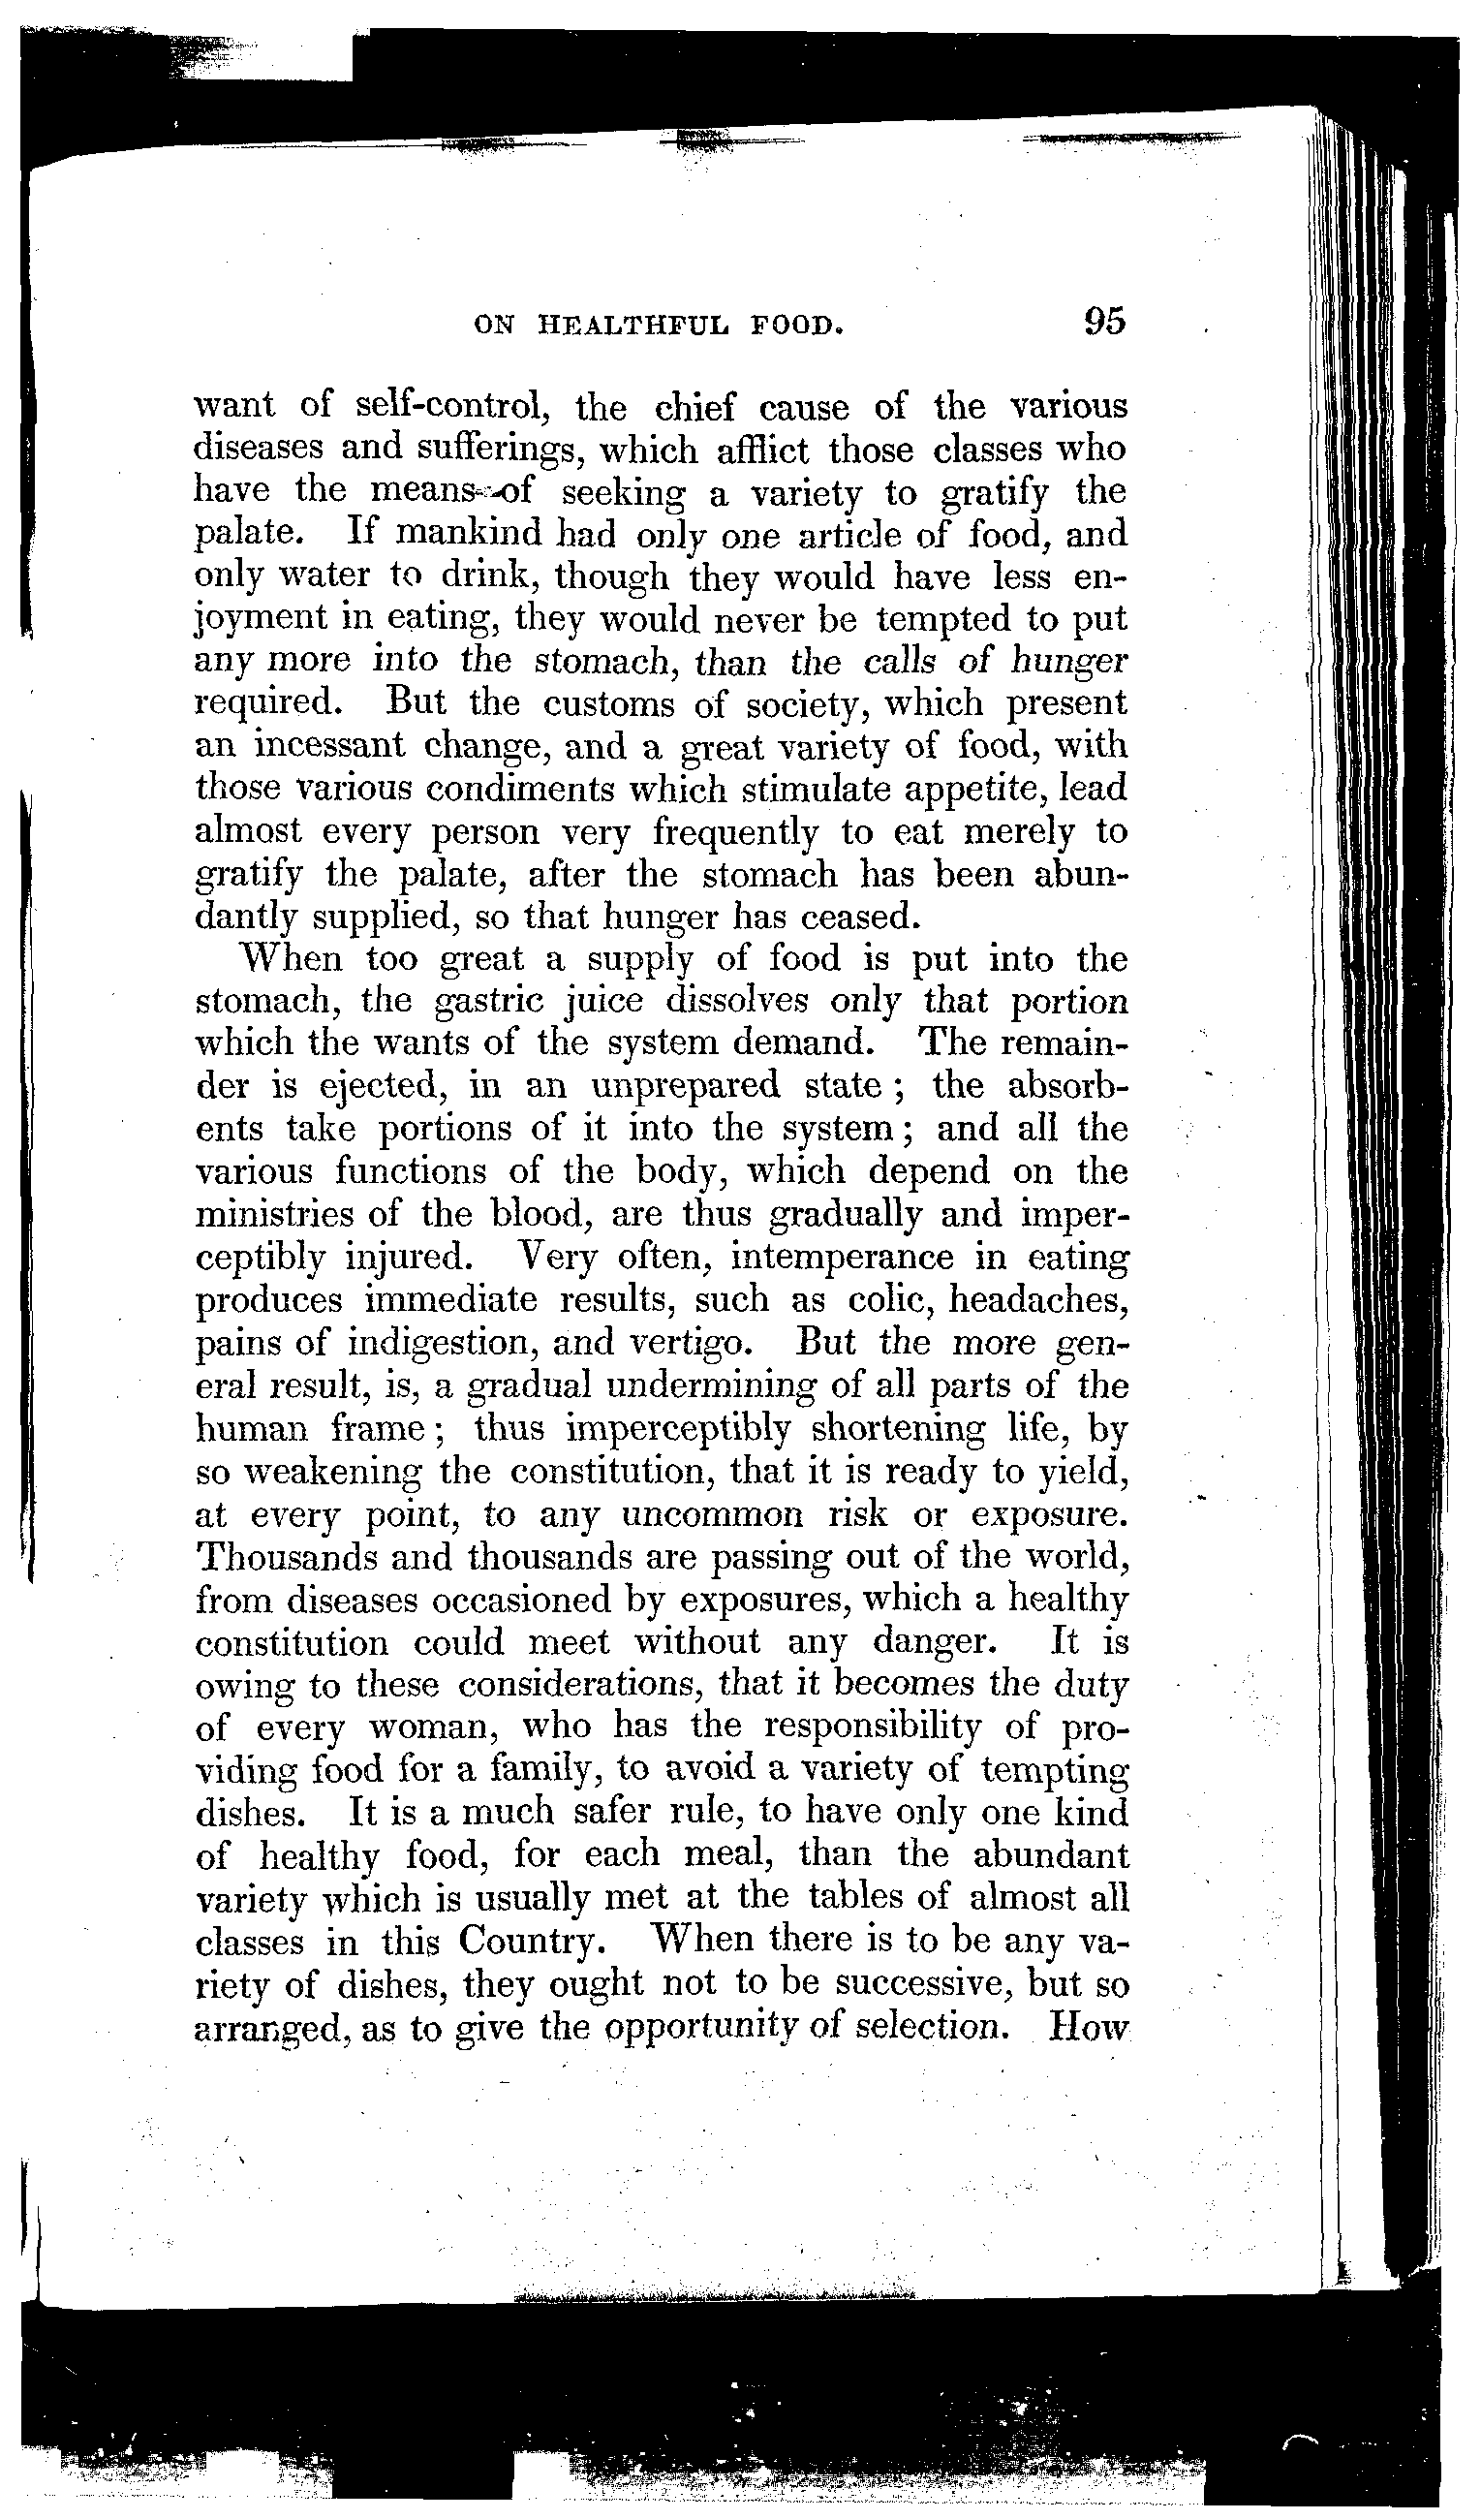 ON HEALTHFUL FOOD. 95
want of self-control, the chief cause of the various
diseases and sufferings, which afflict those classes who
have the means of seeking a variety to gratify the
palate. If mankind had only one article of food, and
only water to drink, though they would have less en-
joyment in eating, they would never be tempted to put
any more into the stomach, than the calls of hunger
required. But the customs of society, which present
an incessant change, and a great variety of food, with
those various condiments which stimulate appetite, lead
almost every person very frequently to eat merely to
gratify the palate, after the stomach has been abun-
dantly supplied, so that hunger has ceased.
When too great a supply of food is put into the
stomach, the gastric juice dissolves only that portion
which the wants of the system demand. The remain-
der is ejected, in an unprepared state; the absorb-
ents take portions of it into the system; and all the
various functions of the body, which depend on the
ministries of the blood, are thus gradually and imper-
ceptibly injured. Very often, intemperance in eating
produces immediate results, such as colic, headaches,
pains of indigestion, and vertigo. But the more gen-
eral result, is, a gradual undermining of all parts of the
human frame; thus imperceptibly shortening life, by
so weakening the constitution, that it is ready to yield,
at every point, to any uncommon risk or exposure.
Thousands and thousands are passing out of the world,
from diseases occasioned by exposures, which a healthy
constitution could meet without any danger. It is
owing to these considerations, that it becomes the duty
of every woman, who has the responsibility of pro-
viding food for a family, to avoid a variety of tempting
dishes. It is a much safer rule, to have only one kind
of healthy food, for each meal, than the abundant
variety which is usually met at the tables of almost all
classes in this Country. When there is to be any va-
riety of dishes, they ought not to be successive, but so
arranged, as to give the opportunity of selection. How